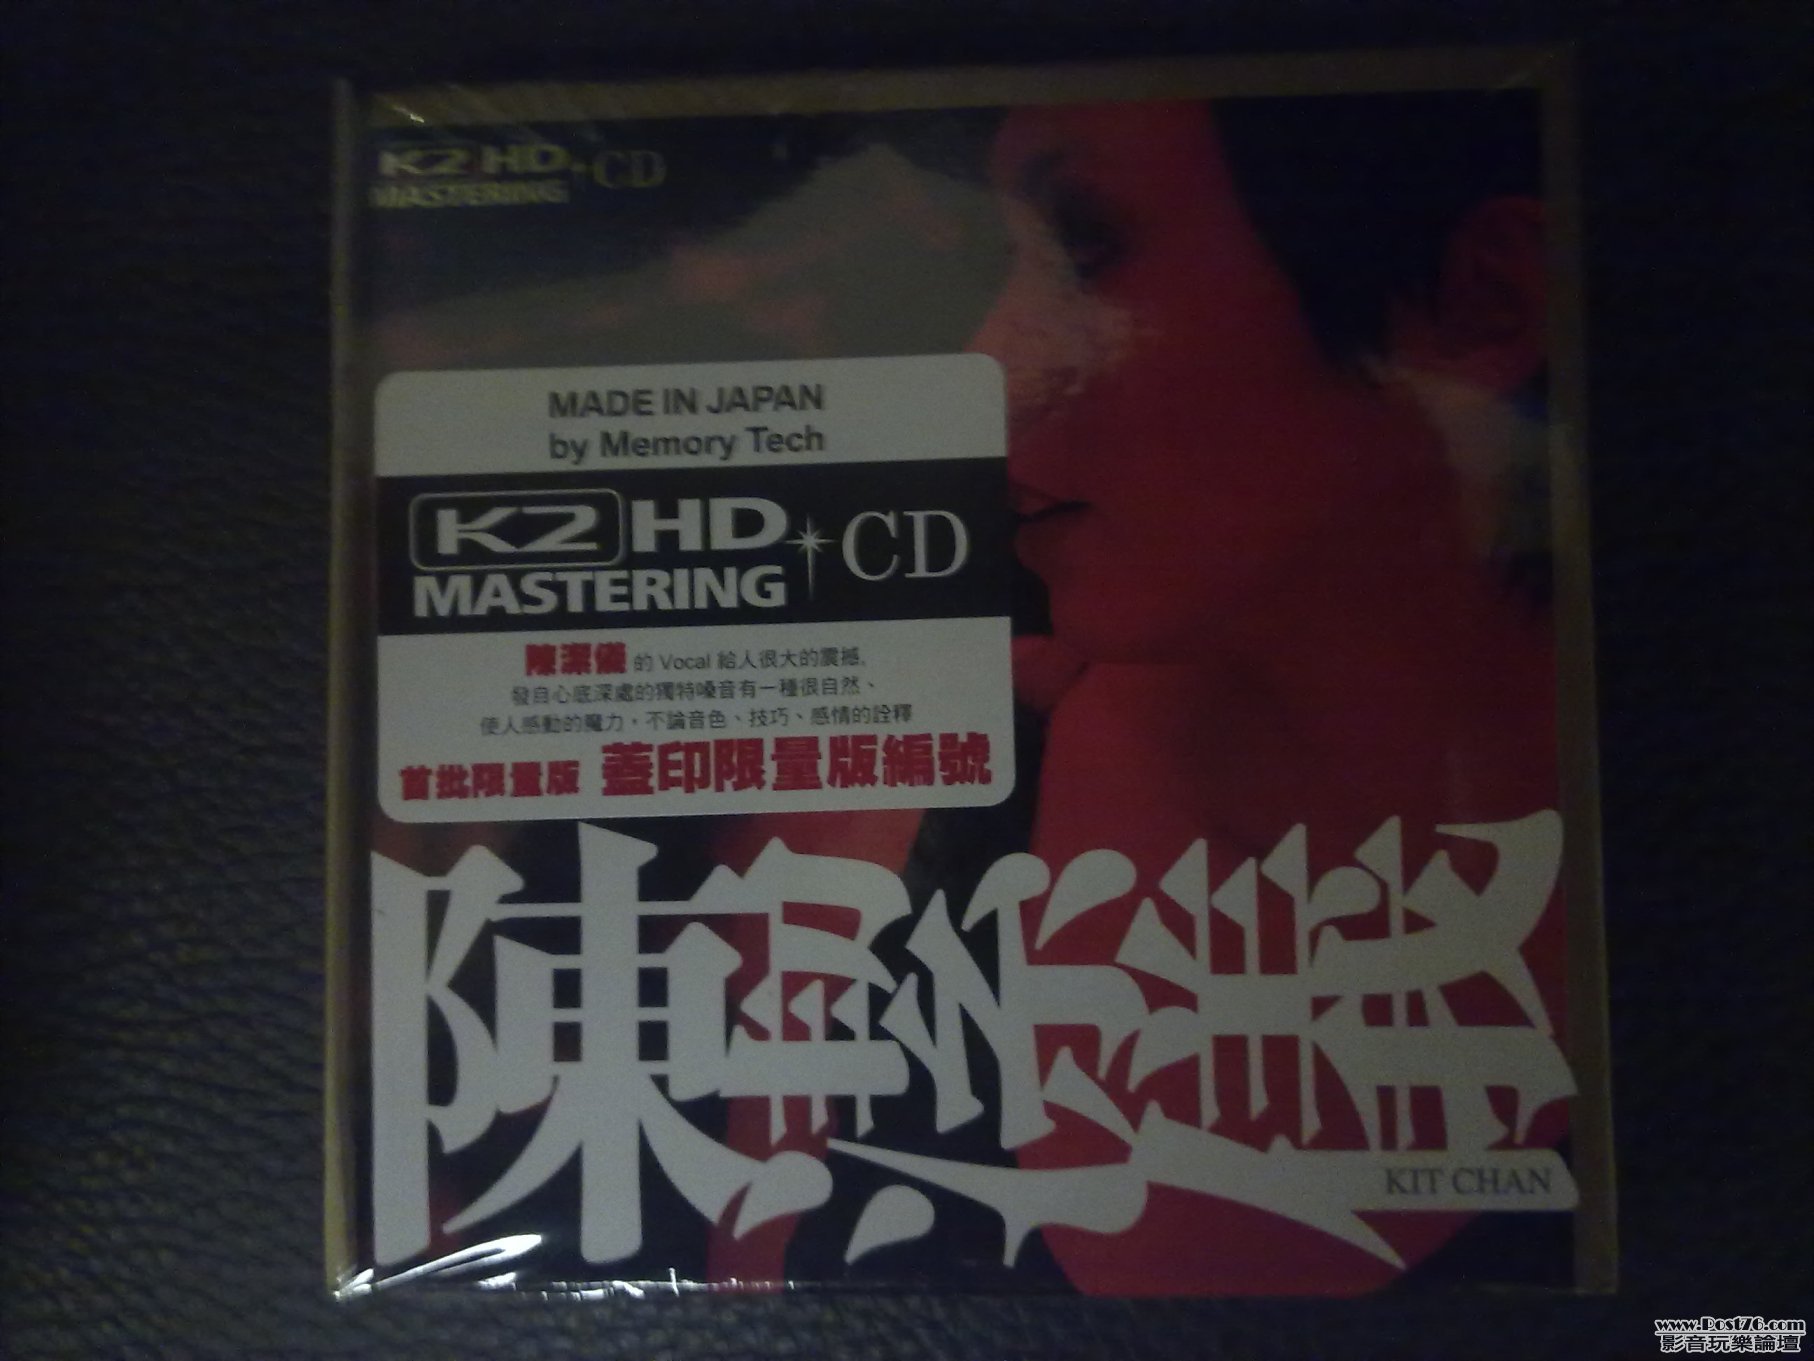 K2 HD+CD
MASTERING
MADE IN JAPAN
by Memory Tech
K2 HD CD
MASTERING
陳潔儀 的 Vocal 給人很大的震撼,
發自心底深處的獨特嗓音有一種很自然、
使人感動的魔力,不論音色、技巧、感情的詮釋
首批限量版 蓋印限量版編號
陳
KIT CHAN
www.Post76.com
影音玩樂論壇